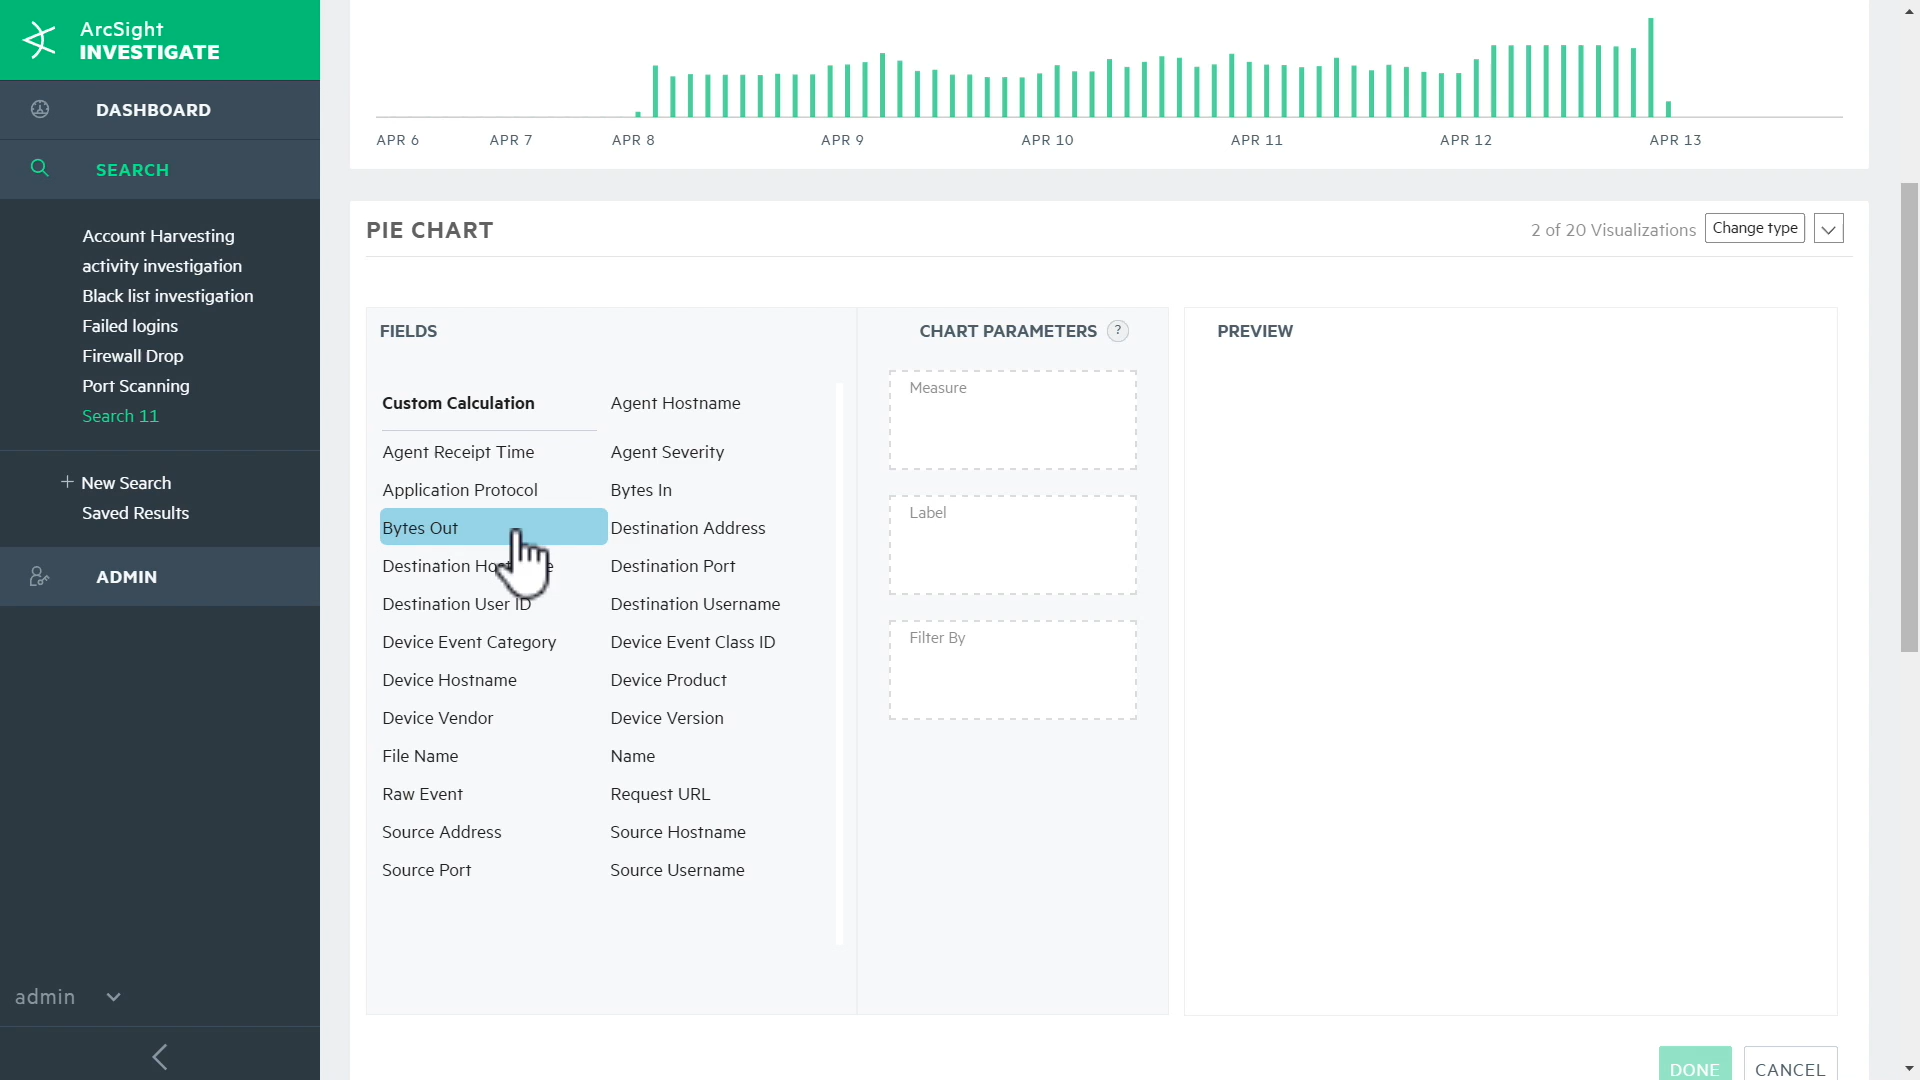 ArcSight
INVESTIGATE
DASHBOARD
SEARCH
Account Harvesting
activity investigation
Black list investigation
Failed logins
Firewall Drop
Port Scanning
Search 11
+ New Search
Saved Results
ADMIN
admin
APR 6 APR 7 APR 8 APR 9 APR 10 APR 11 APR 12 APR 13
PIE CHART
2 of 20 Visualizations Change type
FIELDS
Custom Calculation Agent Hostname
Agent Receipt Time Agent Severity
Application Protocol Bytes In
Bytes Out Destination Address
Destination Destination Port
Destination User ID Destination Username
Device Event Category Device Event Class ID
Device Hostname Device Product
Device Vendor Device Version
File Name Name
Raw Event Request URL
Source Address Source Hostname
Source Port Source Username
CHART PARAMETERS ?
Measure
Label
Filter By
PREVIEW
DONE CANCEL